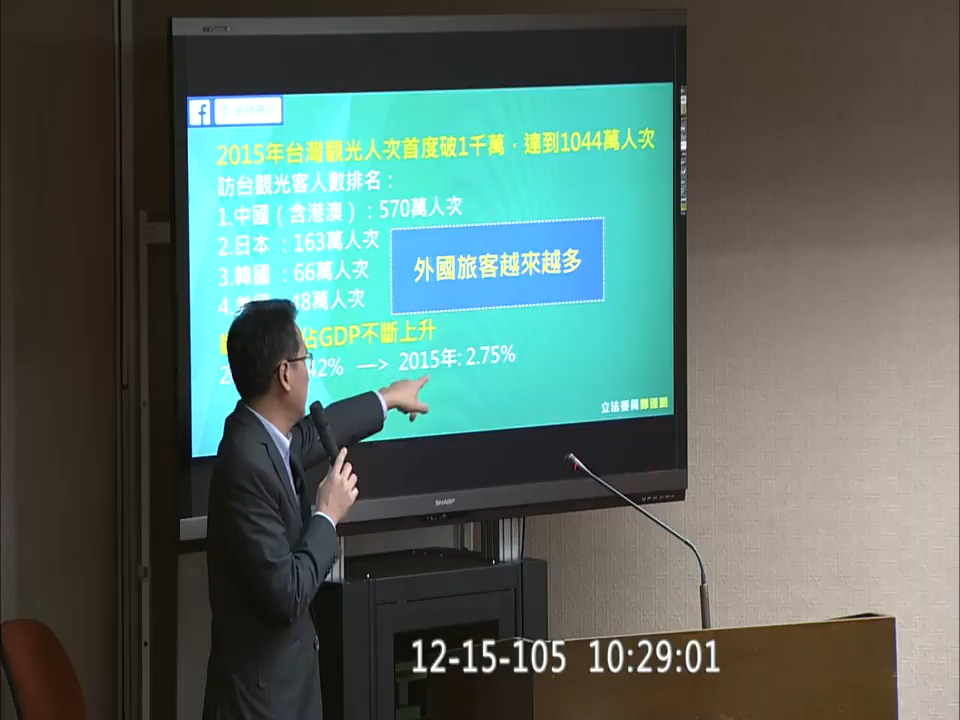 f
2015年台灣觀光人次首度破1千萬，達到1044萬人次
訪台觀光客人數排名：
1.中國（含港澳）：570萬人次
2.日本 ：163萬人次
3.韓國 ：66萬人次
4. 48萬人次
外國旅客越來越多
佔GDP不斷上升
2 42% —> 2015年: 2.75%
立法委員鄭運鵬
SHARP
12-15-105 10:29:01